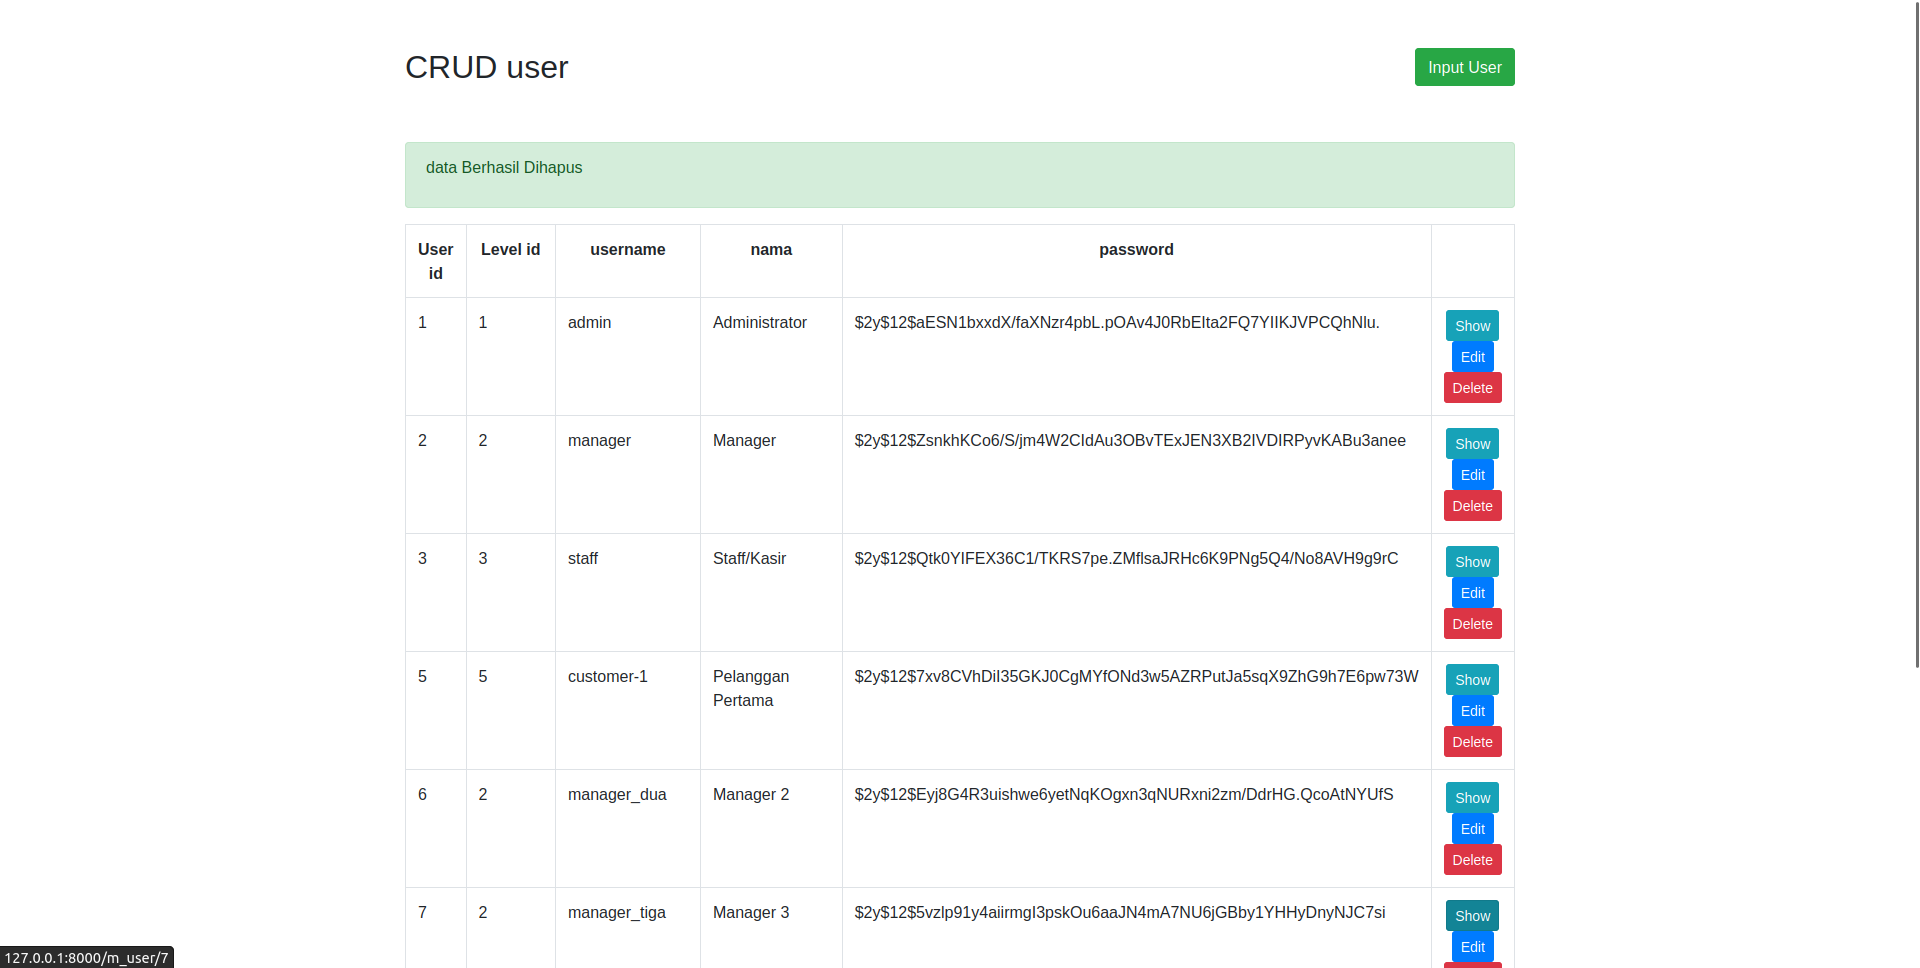 CRUD user
Input User
data Berhasil Dihapus
User id Level id username nama password
1 1 admin Administrator $2y$12$aESN1bxxdX/faXNzr4pbL.pOAv4J0RbEIta2FQ7YIIKJVPCQhNlu.
Show
Edit
Delete
2 2 manager Manager $2y$12$ZsnkhKCo6/S/jm4W2CIdAu3OBvTExJEN3XB2IVDIRPyvKABu3anee
Show
Edit
Delete
3 3 staff Staff/Kasir $2y$12$Qtk0YIFEX36C1/TKRS7pe.ZMflsaJRHc6K9PNg5Q4/No8AVH9g9rC
Show
Edit
Delete
5 5 customer-1 Pelanggan Pertama $2y$12$7xv8CVhDiI35GKJ0CgMYfONd3w5AZRPutJa5sqX9ZhG9h7E6pw73W
Show
Edit
Delete
6 2 manager_dua Manager 2 $2y$12$Eyj8G4R3uishwe6yetNqKOgxn3qNURxni2zm/DdrHG.QcoAtNYUfS
Show
Edit
Delete
7 2 manager_tiga Manager 3 $2y$12$5vzlp91y4aiirmgI3pskOu6aaJN4mA7NU6jGBby1YHHyDnyNJC7si
Show
Edit
127.0.0.1:8000/m_user/7